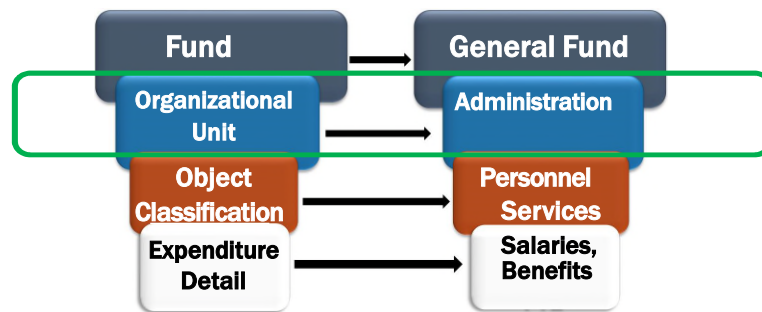 Fund
General Fund
Organizational
Unit
Administration
Object
Classification
Personnel
Services
Expenditure
Detail
Salaries,
Benefits